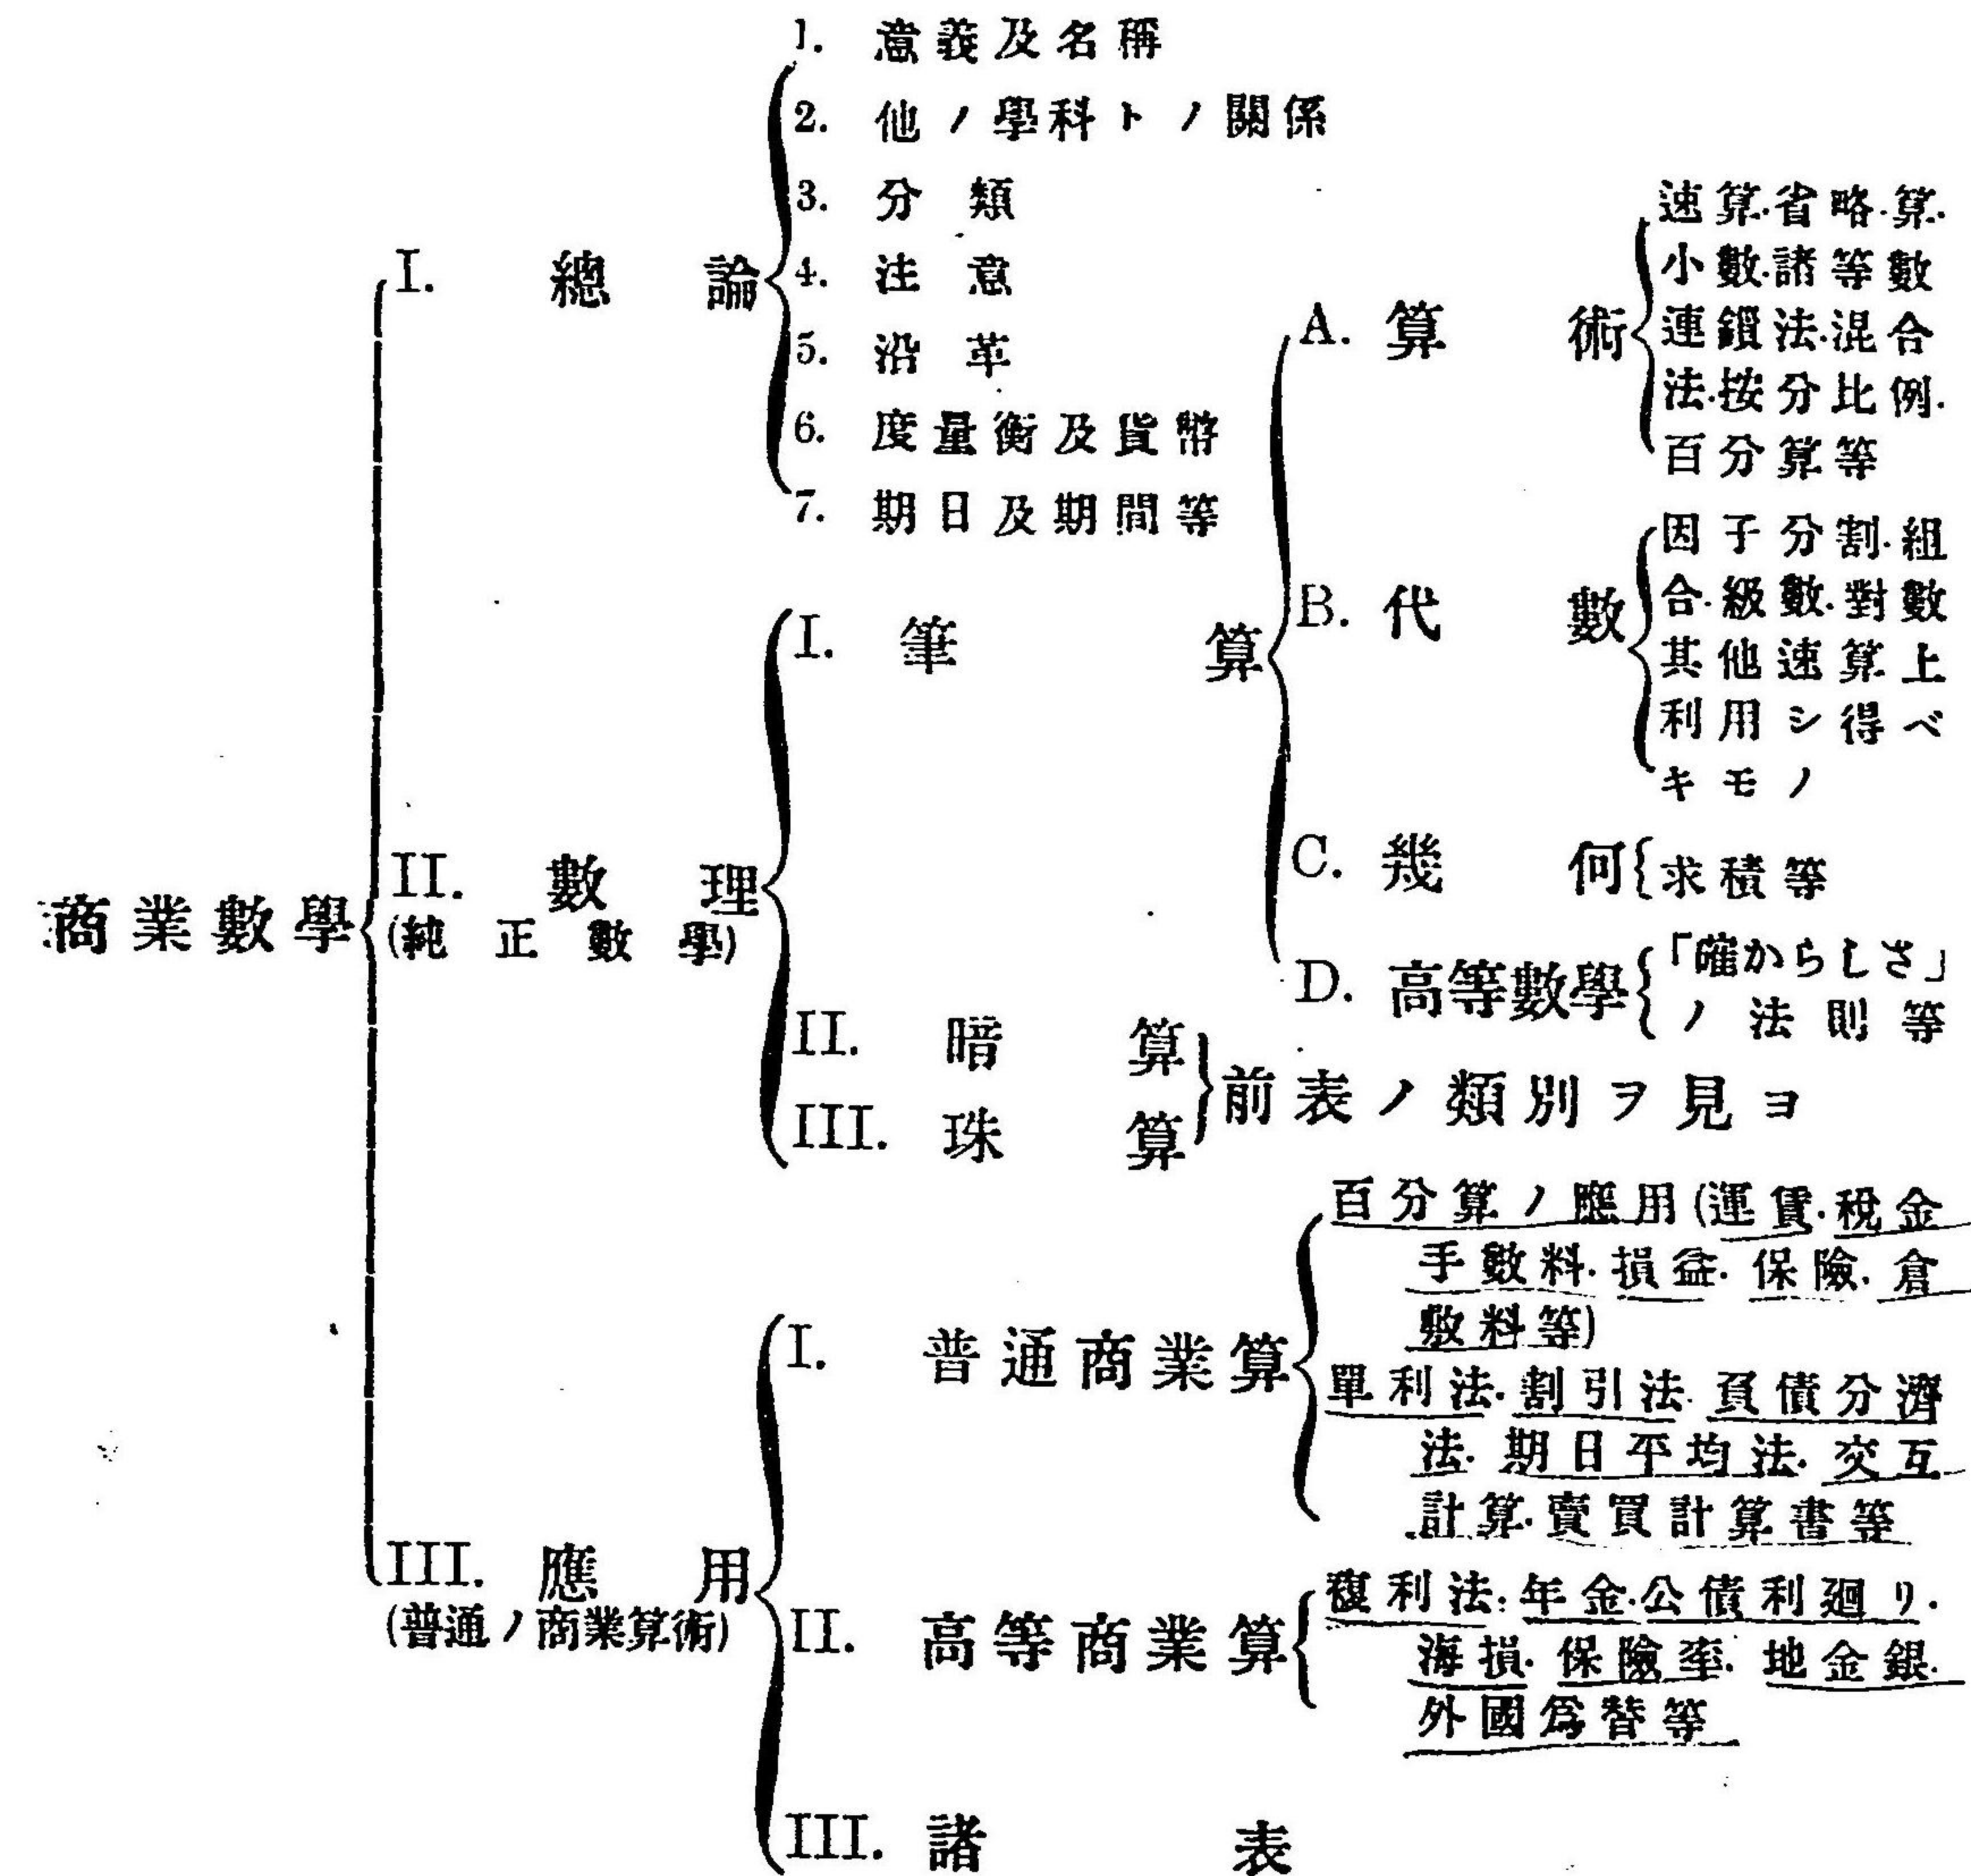 商業數學
I. 總論
1. 意義及名稱
2. 他ノ學科トノ關係
3. 分類
4. 注意
5. 沿革
6. 度量衡及貨幣
7. 期日及期間等
II. 數理
(純正數學)
I. 筆算
A. 算術
速算·省略·算·
小數·諸等數
連鎖法·混合
法·按分比例·
百分算等
B. 代數
因子分割·組
合·級數·對數
其他速算上
利用シ得ベ
キモノ
C. 幾何
求積等
D. 高等數學
「確からしさ」
ノ法則等
II. 暗算
III. 珠算
前表ノ類別ヲ見ヨ
III. 應用
(普通ノ商業算術)
I. 普通商業算
百分算ノ應用(運賃·稅金
手數料·損益·保險·倉
敷料等)
單利法·割引法·負債分濟
法·期日平均法·交互
計算·賣買計算書等
II. 高等商業算
複利法·年金·公債利廻リ·
海損·保險率·地金銀·
外國爲替等
III. 諸表